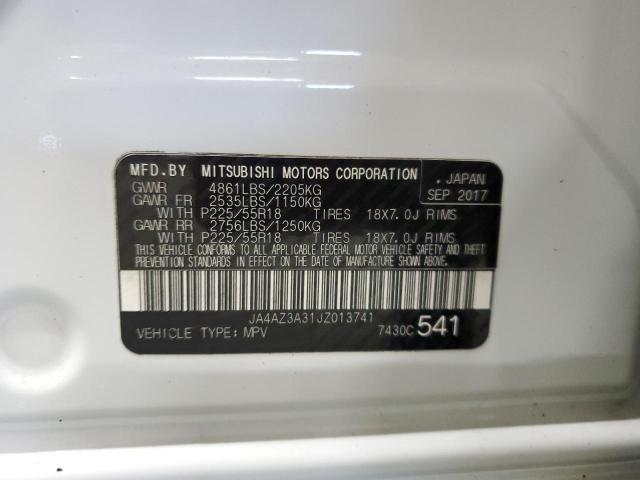 MFD.BY MITSUBISHI MOTORS CORPORATION
GVWR 4861LBS/2205KG
, JAPAN
SEP 2017
GAWR FR 2535LBS/1150KG
WITH P225/55R18 TIRES 18X7.0J RIMS
GAWR RR 2756LBS/1250KG
WITH P225/55R18 TIRES 18X7.0J RIMS
THIS VEHICLE CONFORMS TO ALL APPLICABLE FEDERAL MOTOR VEHICLE SAFETY AND THEFT
PREVENTION STANDARDS IN EFFECT ON THE DATE OF MANUFACTURE SHOWN ABOVE.
JA4AZ3A31JZ013741
VEHICLE TYPE: MPV 7430C 541